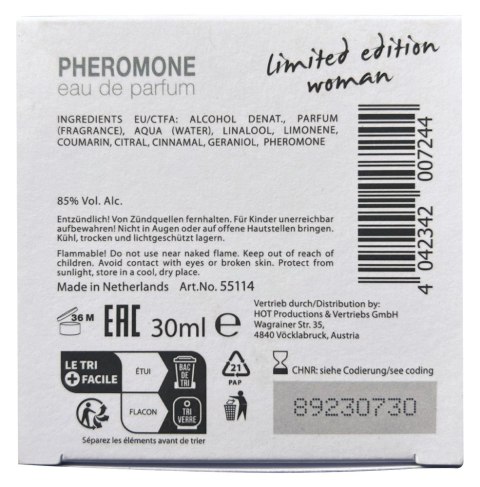 PHEROMONE
eau de parfum
limited edition
woman
INGREDIENTS EU/CTFA: ALCOHOL DENAT., PARFUM
(FRAGRANCE), AQUA (WATER), LINALOOL, LIMONENE,
COUMARIN, CITRAL, CINNAMAL, GERANIOL, PHEROMONE
85% Vol. Alc.
Entzündlich! Von Zündquellen fernhalten. Für Kinder unerreichbar
aufbewahren! Nicht in Augen oder auf offene Hautstellen bringen.
Kühl, trocken und lichtgeschützt lagern.
Flammable! Do not use near naked flame. Keep out of reach of
children. Avoid contact with eyes or broken skin. Protect from
sunlight, store in a cool, dry place.
Made in Netherlands Art.No. 55114
4 042342 007244
36 M EAC 30ml e
Vertrieb durch/Distribution by:
HOT Productions & Vertriebs GmbH
Wagrainer Str. 35,
4840 Vöcklabruck, Austria
LE TRI
+ FACILE
ÉTUI
BAC
DE
TRI
FLACON
TRI
VERRE
Séparez les éléments avant de trier
21
PAP
CHNR: siehe Codierung/see coding
89230730